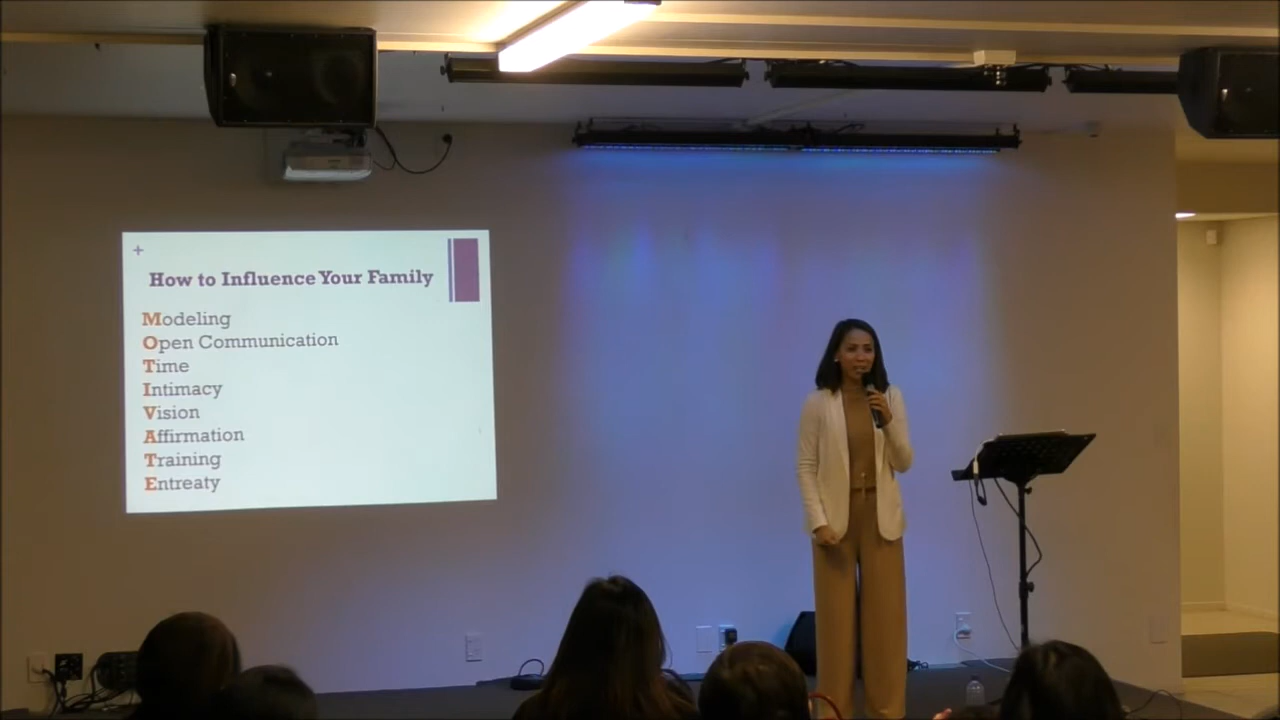 +
How to Influence Your Family
Modeling
Open Communication
Time
Intimacy
Vision
Affirmation
Training
Entreaty